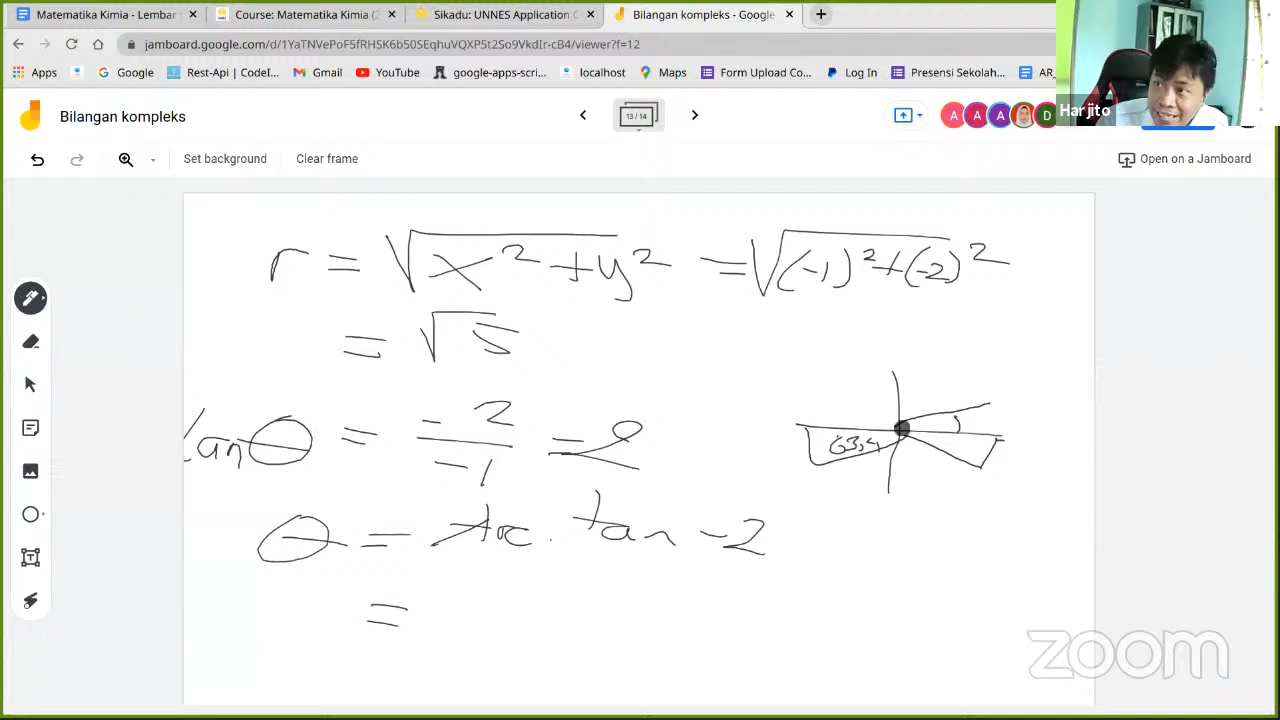 Matematika Kimia - Lembar
Course: Matematika Kimia (2
Sikadu: UNNES Application
Bilangan kompleks - Google
jamboard.google.com/d/1YaTNVePoF5fRHSK6b50SEqhuVQXP5t2So9VkdIr-cB4/viewer?f=12
Apps
Google
Rest-Api | CodeI...
Gmail
YouTube
google-apps-scri...
localhost
Maps
Form Upload Co...
Log In
Presensi Sekolah...
AR_
Harjito
Bilangan kompleks
13 / 14
A A A D
Set background
Clear frame
Open on a Jamboard
r = √x² + y² = √(-1)² + (-2)²
= √5
tan θ = -2/-1 = 2
63,4
θ = Arc. tan -2
=
zoom